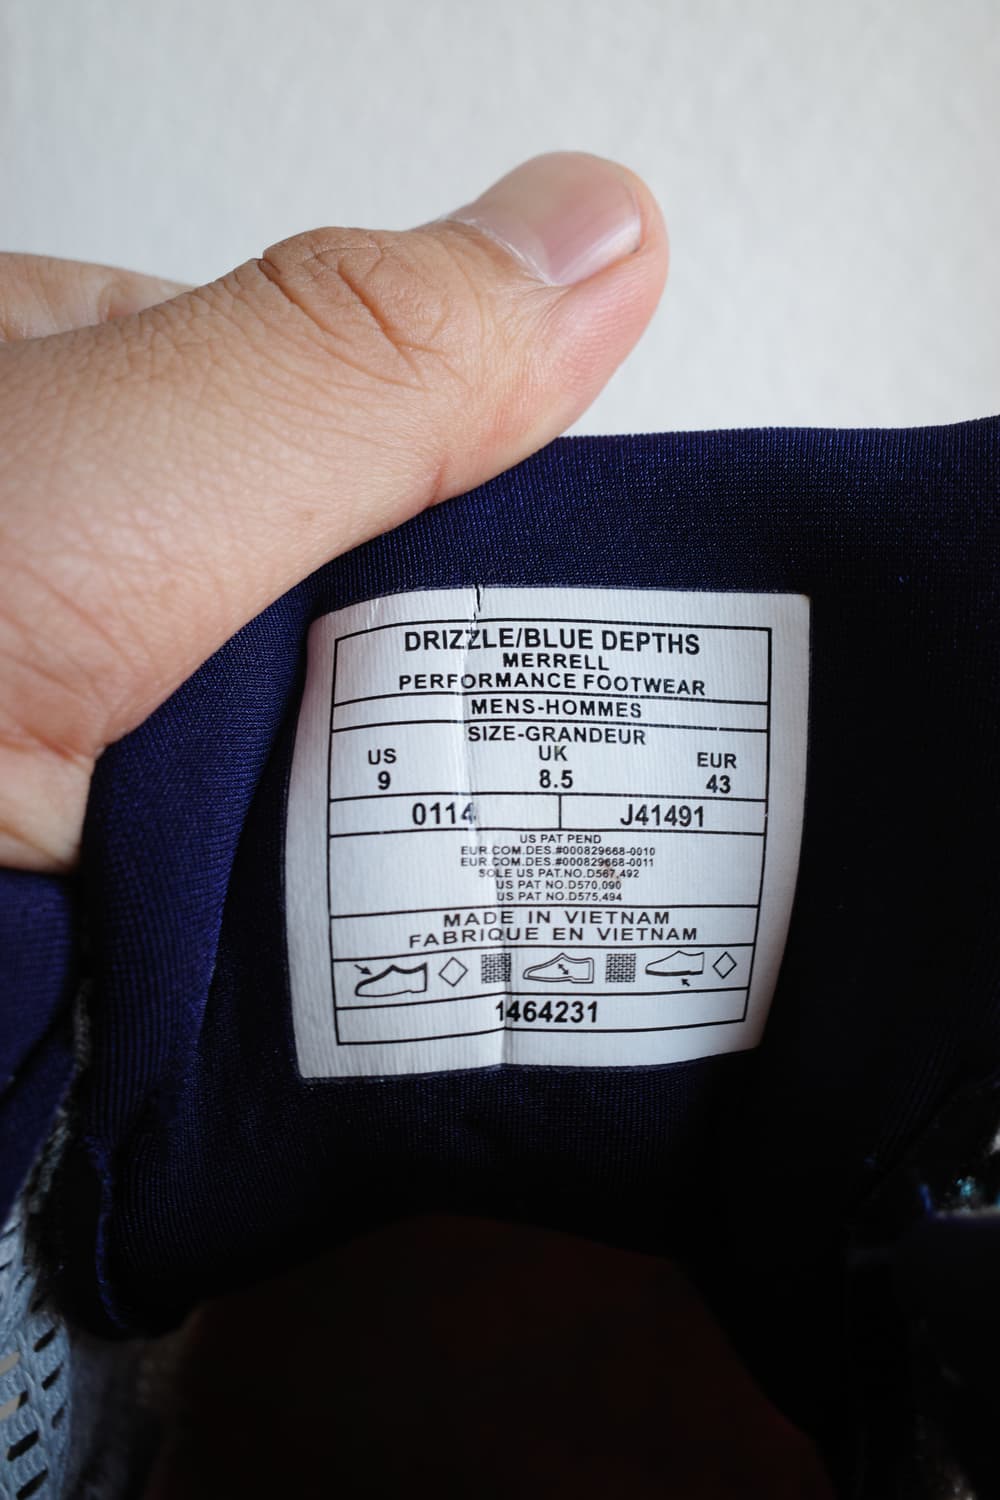 DRIZZLE/BLUE DEPTHS
MERRELL
PERFORMANCE FOOTWEAR
MENS-HOMMES
SIZE-GRANDEUR
US UK EUR
9 8.5 43
0114 J41491
US PAT PEND
EUR.COM.DES.#000829668-0010
EUR.COM.DES.#000829668-0011
SOLE US PAT.NO.D567,492
US PAT NO.D570,090
US PAT NO.D575,494
MADE IN VIETNAM
FABRIQUE EN VIETNAM
1464231